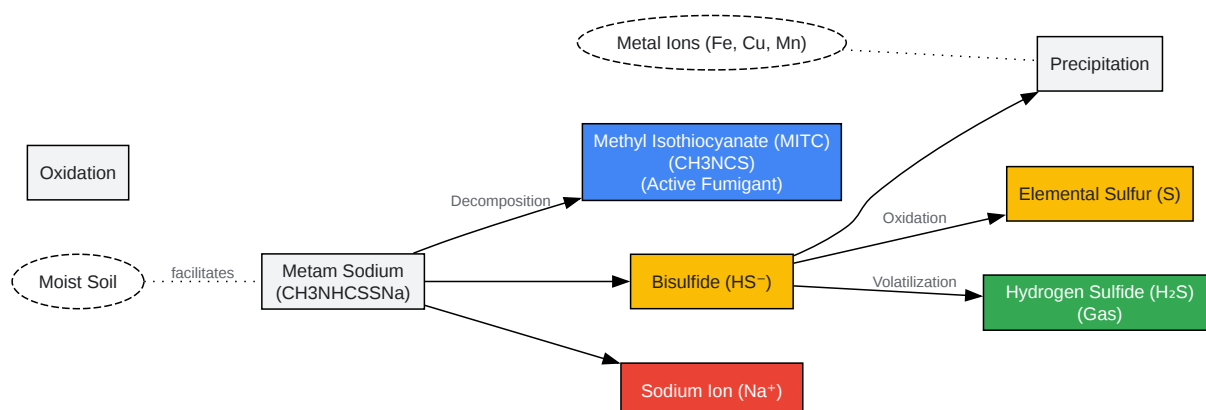 Metal Ions (Fe, Cu, Mn)
Precipitation
Methyl Isothiocyanate (MITC)
(CH3NCS)
(Active Fumigant)
Oxidation
Decomposition
Elemental Sulfur (S)
Oxidation
Moist Soil
facilitates
Metam Sodium
(CH3NHCSSNa)
Bisulfide (HS⁻)
Volatilization
Hydrogen Sulfide (H₂S)
(Gas)
Sodium Ion (Na⁺)